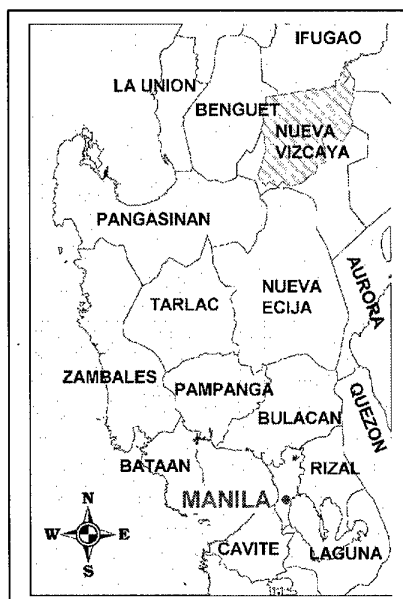 IFUGAO
LA UNION
BENGUET
NUEVA
VIZCAYA
PANGASINAN
TARLAC
NUEVA
ECIJA
AURORA
ZAMBALES
PAMPANGA
BULACAN
QUEZON
BATAAN
RIZAL
MANILA
N
W E
S
CAVITE
LAGUNA